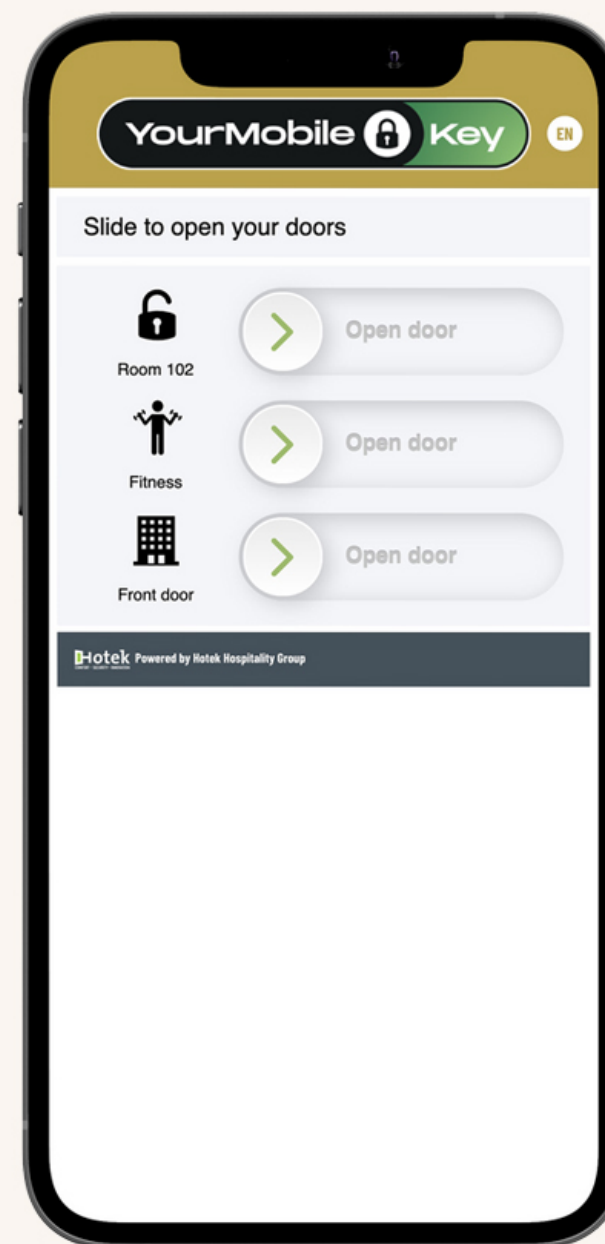 YourMobile Key
EN
Slide to open your doors
Room 102
Open door
Fitness
Open door
Front door
Open door
Hotek Powered by Hotek Hospitality Group